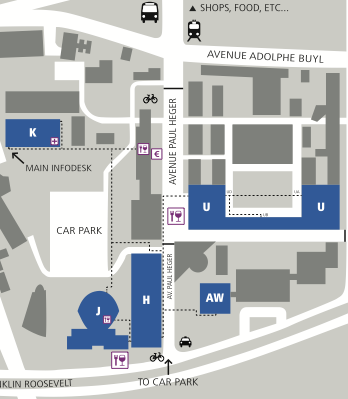 ▲ SHOPS, FOOD, ETC...
AVENUE ADOLPHE BUYL
AVENUE PAUL HEGER
K
MAIN INFODESK
€
U
U
CAR PARK
AV. PAUL HEGER
H
AW
J
KLIN ROOSEVELT
TO CAR PARK